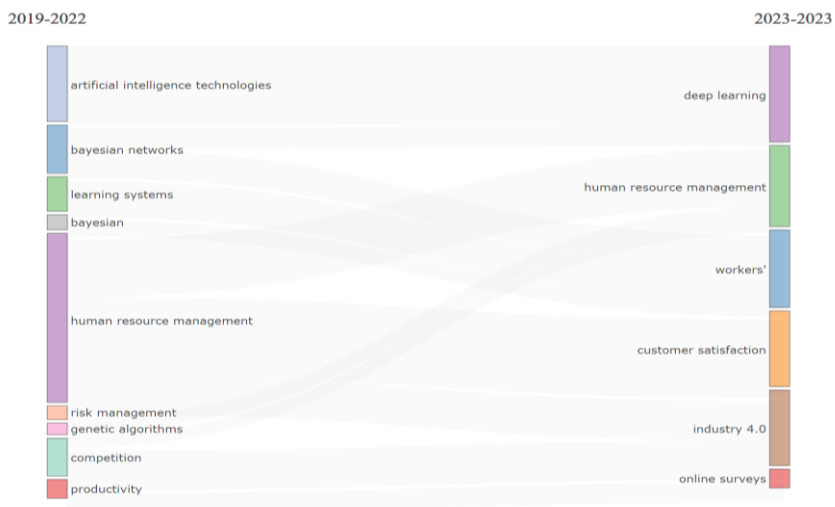 2019-2022
2023-2023
artificial intelligence technologies
bayesian networks
learning systems
bayesian
human resource management
risk management
genetic algorithms
competition
productivity
deep learning
human resource management
workers'
customer satisfaction
industry 4.0
online surveys